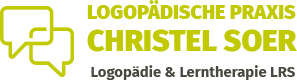 LOGOPÄDISCHE PRAXIS
CHRISTEL SOER
Logopädie & Lerntherapie LRS